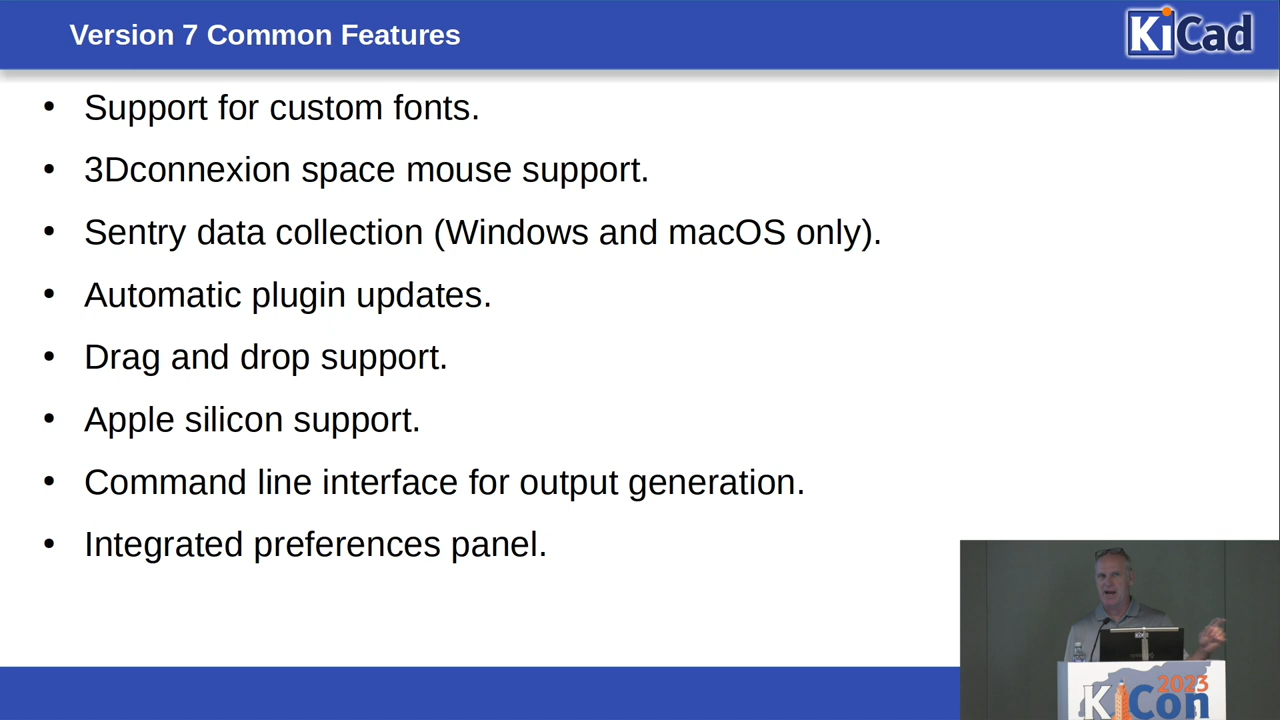 Version 7 Common Features
KiCad
• Support for custom fonts.
• 3Dconnexion space mouse support.
• Sentry data collection (Windows and macOS only).
• Automatic plugin updates.
• Drag and drop support.
• Apple silicon support.
• Command line interface for output generation.
• Integrated preferences panel.
2023
KiCon